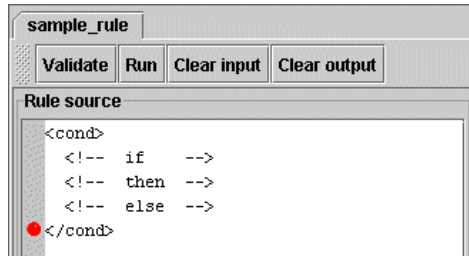 sample_rule
Validate Run Clear input Clear output
Rule source
<cond>
<!-- if -->
<!-- then -->
<!-- else -->
</cond>